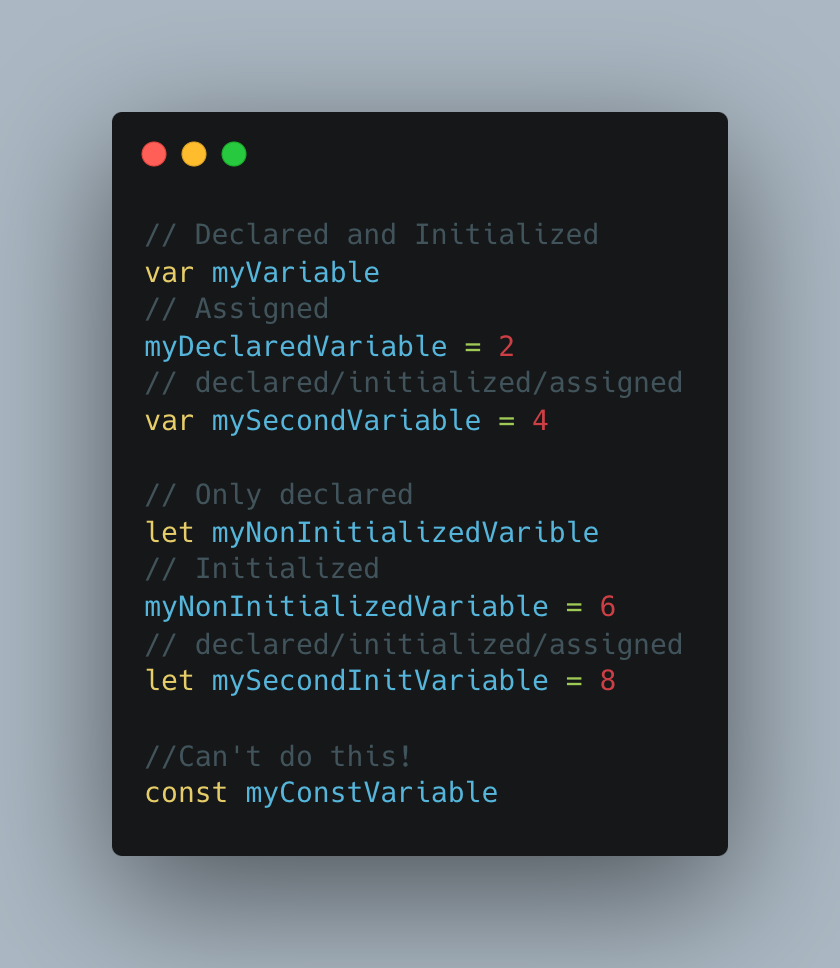 // Declared and Initialized
var myVariable
// Assigned
myDeclaredVariable = 2
// declared/initialized/assigned
var mySecondVariable = 4
// Only declared
let myNonInitializedVarible
// Initialized
myNonInitializedVariable = 6
// declared/initialized/assigned
let mySecondInitVariable = 8
//Can't do this!
const myConstVariable